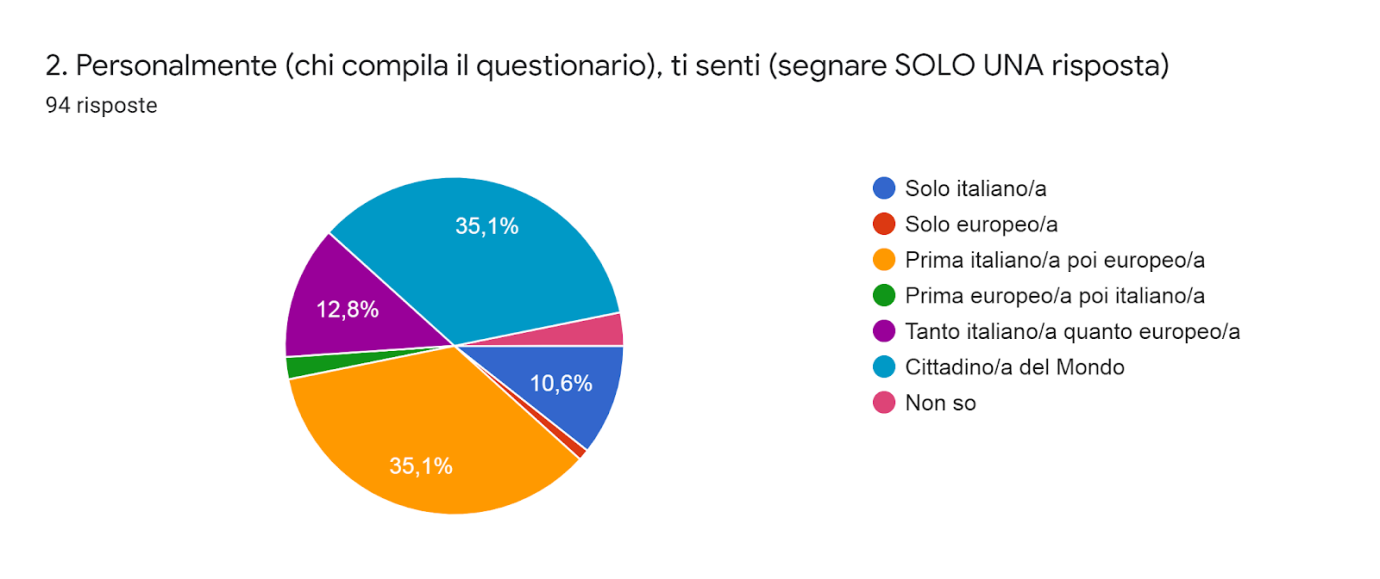 2. Personalmente (chi compila il questionario), ti senti (segnare SOLO UNA risposta)
94 risposte
35,1%
12,8%
10,6%
35,1%
Solo italiano/a
Solo europeo/a
Prima italiano/a poi europeo/a
Prima europeo/a poi italiano/a
Tanto italiano/a quanto europeo/a
Cittadino/a del Mondo
Non so